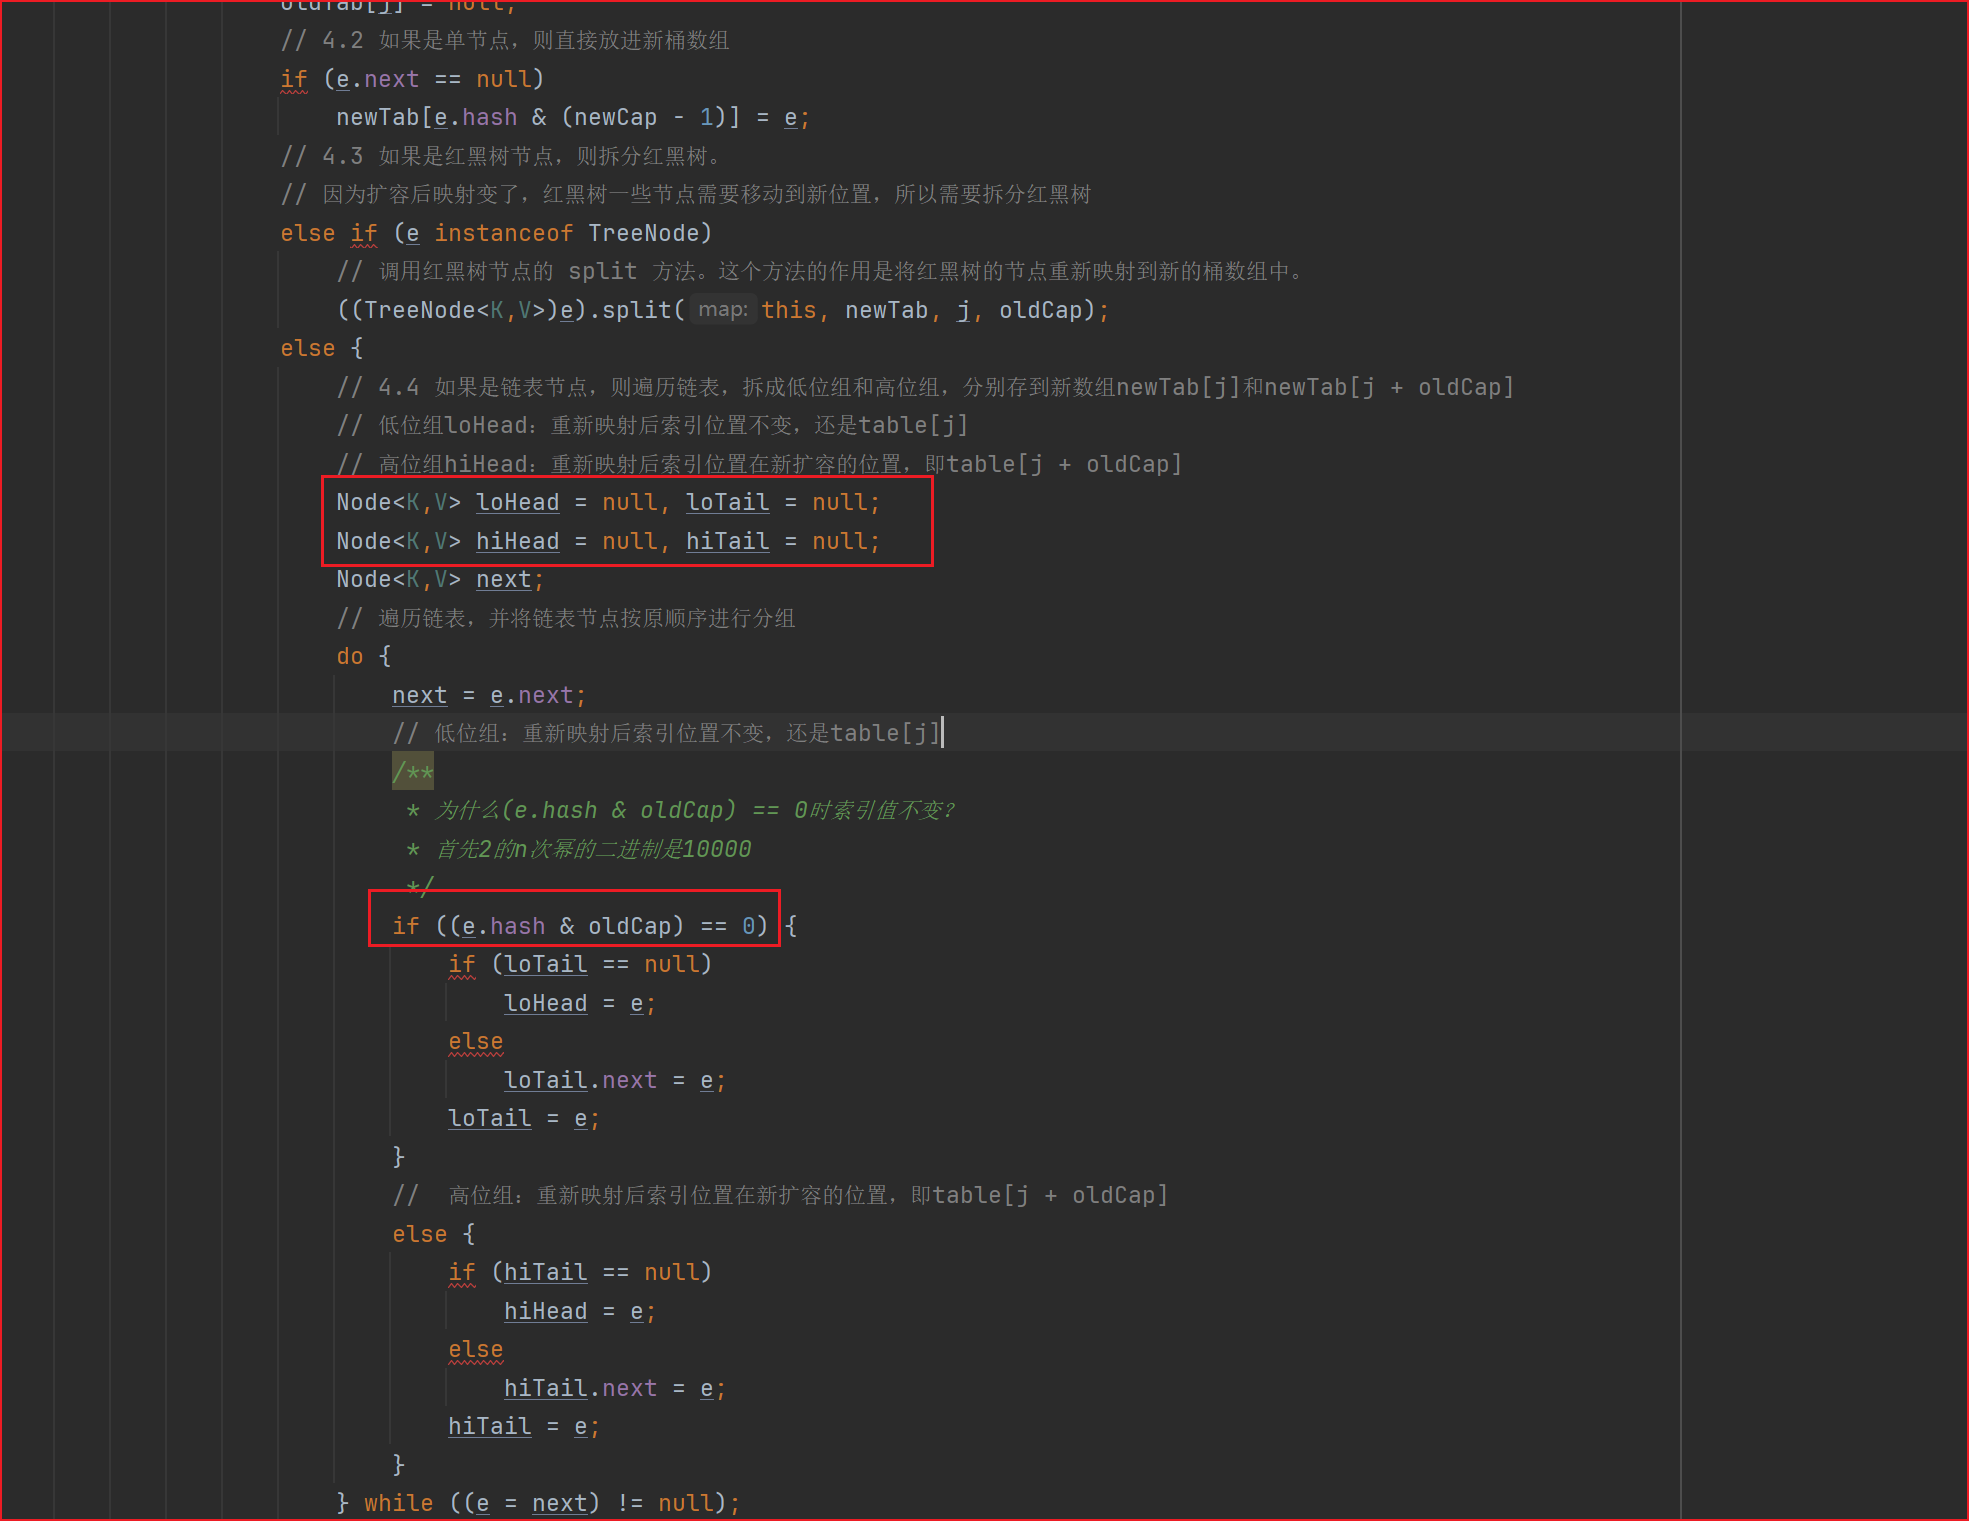 oldTab[j] = null;
// 4.2 如果是单节点，则直接放进新桶数组
if (e.next == null)
newTab[e.hash & (newCap - 1)] = e;
// 4.3 如果是红黑树节点，则拆分红黑树。
// 因为扩容后映射变了，红黑树一些节点需要移动到新位置，所以需要拆分红黑树
else if (e instanceof TreeNode)
// 调用红黑树节点的 split 方法。这个方法的作用是将红黑树的节点重新映射到新的桶数组中。
((TreeNode<K,V>)e).split( map: this, newTab, j, oldCap);
else {
// 4.4 如果是链表节点，则遍历链表，拆成低位组和高位组，分别存到新数组newTab[j]和newTab[j + oldCap]
// 低位组loHead：重新映射后索引位置不变，还是table[j]
// 高位组hiHead：重新映射后索引位置在新扩容的位置，即table[j + oldCap]
Node<K,V> loHead = null, loTail = null;
Node<K,V> hiHead = null, hiTail = null;
Node<K,V> next;
// 遍历链表，并将链表节点按原顺序进行分组
do {
next = e.next;
// 低位组：重新映射后索引位置不变，还是table[j]
/**
* 为什么(e.hash & oldCap) == 0时索引值不变?
* 首先2的n次幂的二进制是10000
*/
if ((e.hash & oldCap) == 0) {
if (loTail == null)
loHead = e;
else
loTail.next = e;
loTail = e;
}
//  高位组：重新映射后索引位置在新扩容的位置，即table[j + oldCap]
else {
if (hiTail == null)
hiHead = e;
else
hiTail.next = e;
hiTail = e;
}
} while ((e = next) != null);